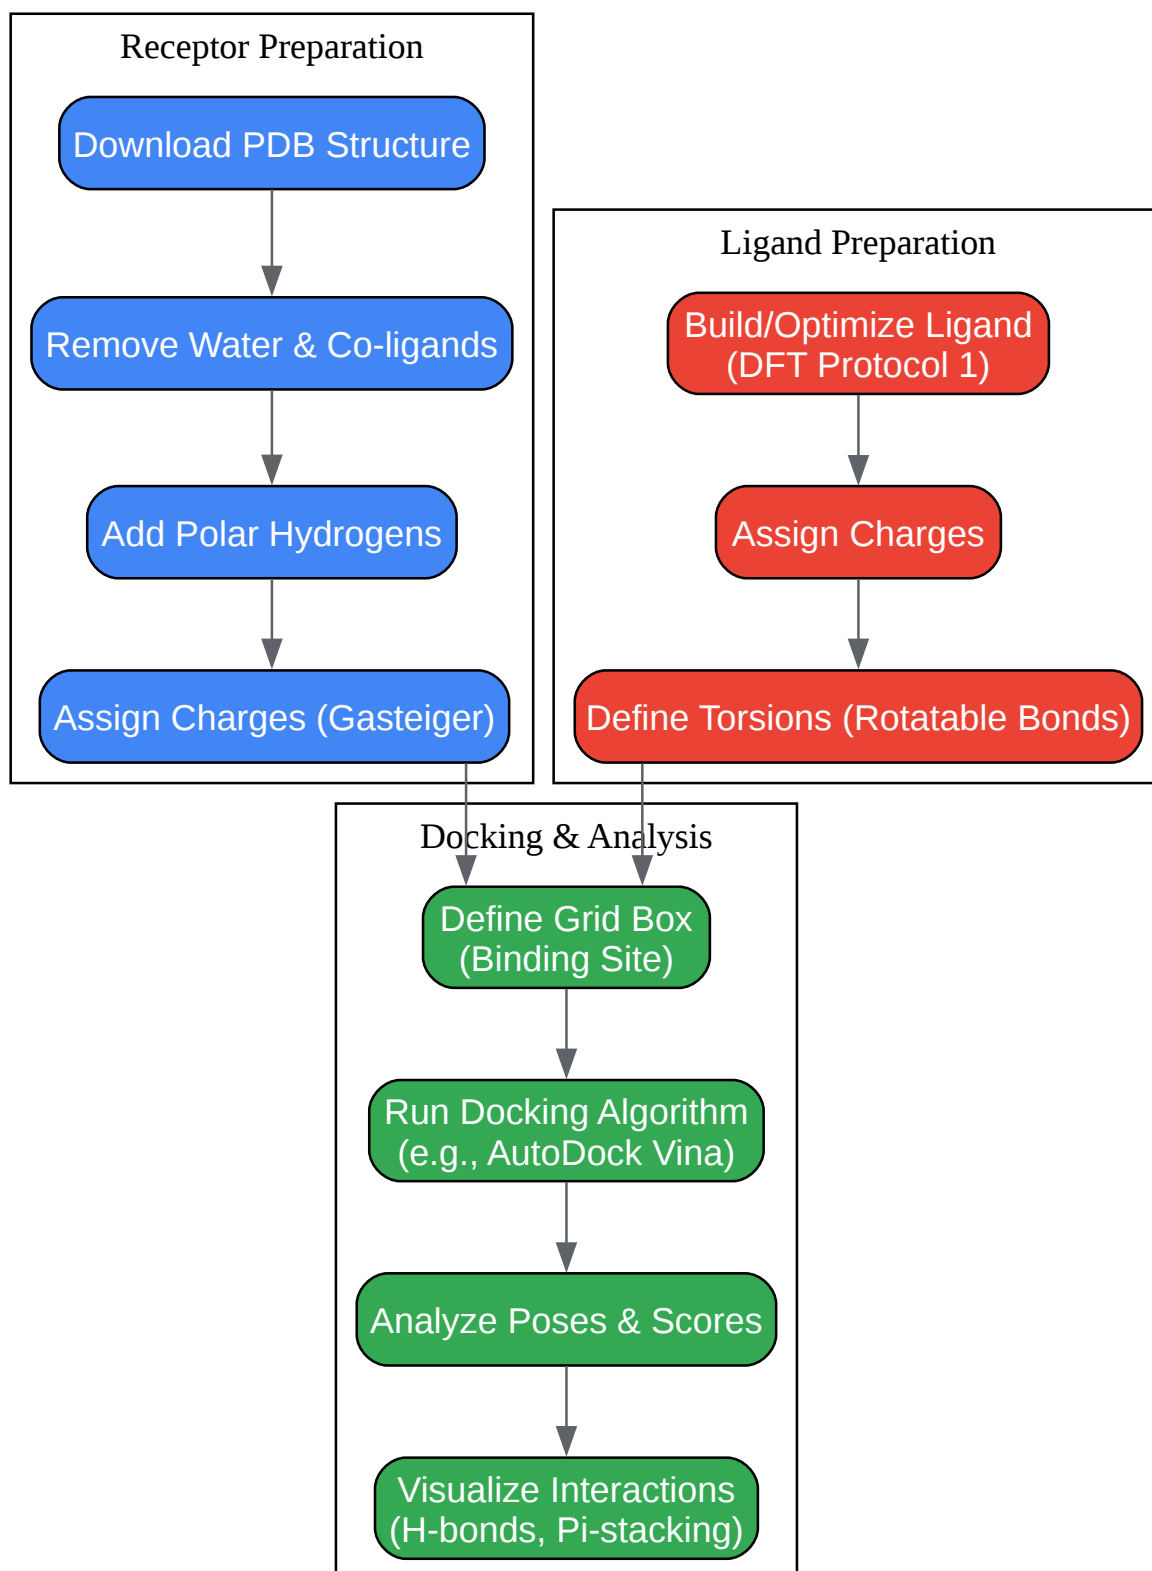 Receptor Preparation
Download PDB Structure
Remove Water & Co-ligands
Add Polar Hydrogens
Assign Charges (Gasteiger)
Ligand Preparation
Build/Optimize Ligand
(DFT Protocol 1)
Assign Charges
Define Torsions (Rotatable Bonds)
Docking & Analysis
Define Grid Box
(Binding Site)
Run Docking Algorithm
(e.g., AutoDock Vina)
Analyze Poses & Scores
Visualize Interactions
(H-bonds, Pi-stacking)